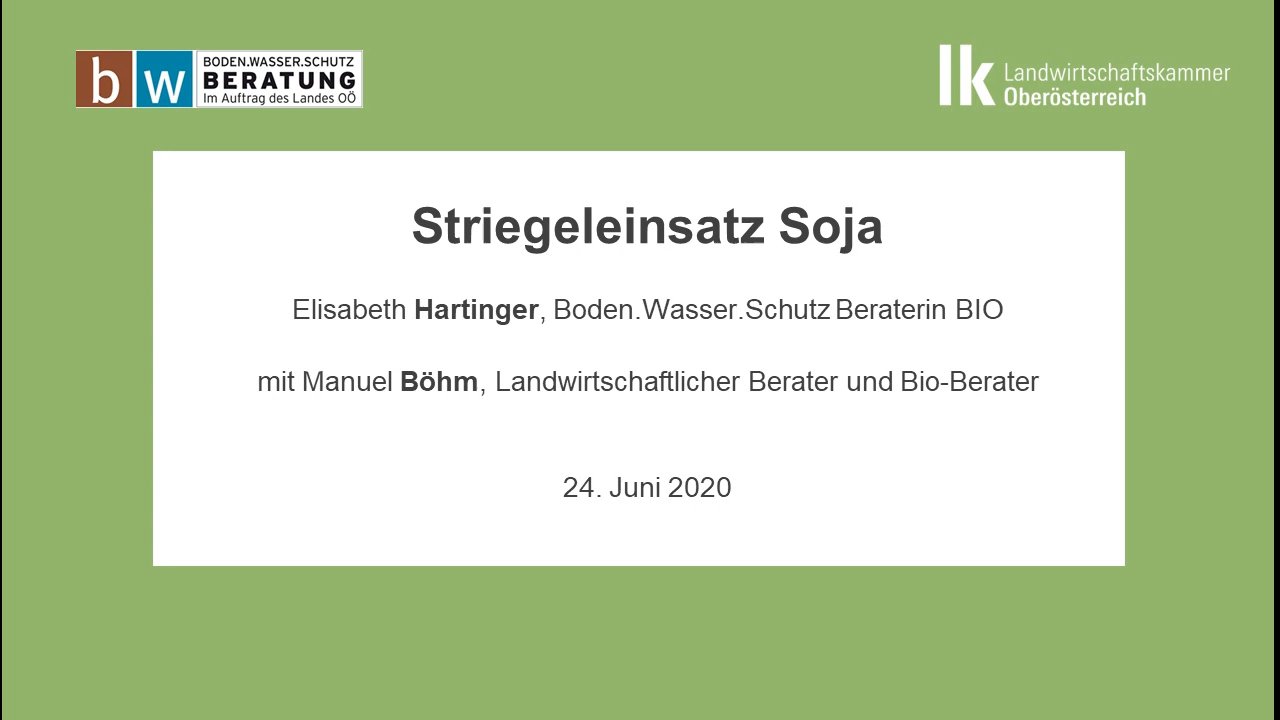 bw
BODEN.WASSER.SCHUTZ
BERATUNG
Im Auftrag des Landes OÖ
lk Landwirtschaftskammer
Oberösterreich
Striegeleinsatz Soja
Elisabeth Hartinger, Boden.Wasser.Schutz Beraterin BIO
mit Manuel Böhm, Landwirtschaftlicher Berater und Bio-Berater
24. Juni 2020